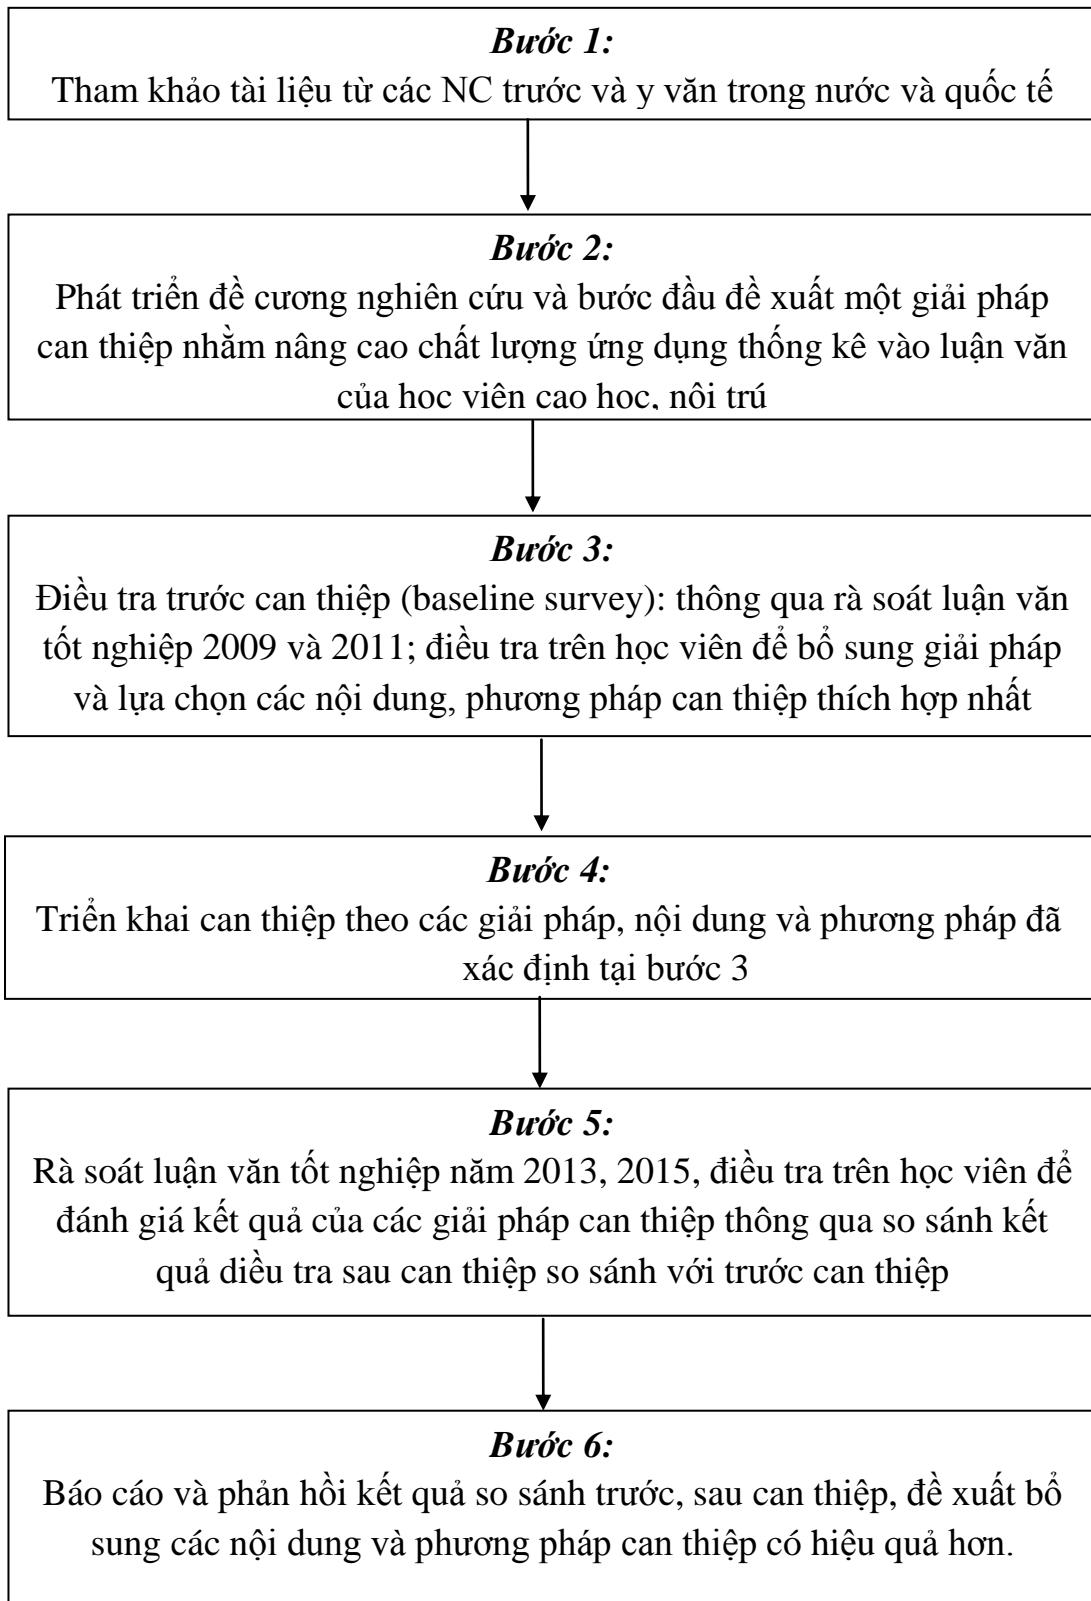 Bước 1:
Tham khảo tài liệu từ các NC trước và y văn trong nước và quốc tế
Bước 2:
Phát triển đề cương nghiên cứu và bước đầu đề xuất một giải pháp
can thiệp nhằm nâng cao chất lượng ứng dụng thống kê vào luận văn
của học viên cao học, nội trú
Bước 3:
Điều tra trước can thiệp (baseline survey): thông qua rà soát luận văn
tốt nghiệp 2009 và 2011; điều tra trên học viên để bổ sung giải pháp
và lựa chọn các nội dung, phương pháp can thiệp thích hợp nhất
Bước 4:
Triển khai can thiệp theo các giải pháp, nội dung và phương pháp đã
xác định tại bước 3
Bước 5:
Rà soát luận văn tốt nghiệp năm 2013, 2015, điều tra trên học viên để
đánh giá kết quả của các giải pháp can thiệp thông qua so sánh kết
quả diều tra sau can thiệp so sánh với trước can thiệp
Bước 6:
Báo cáo và phản hồi kết quả so sánh trước, sau can thiệp, đề xuất bổ
sung các nội dung và phương pháp can thiệp có hiệu quả hơn.